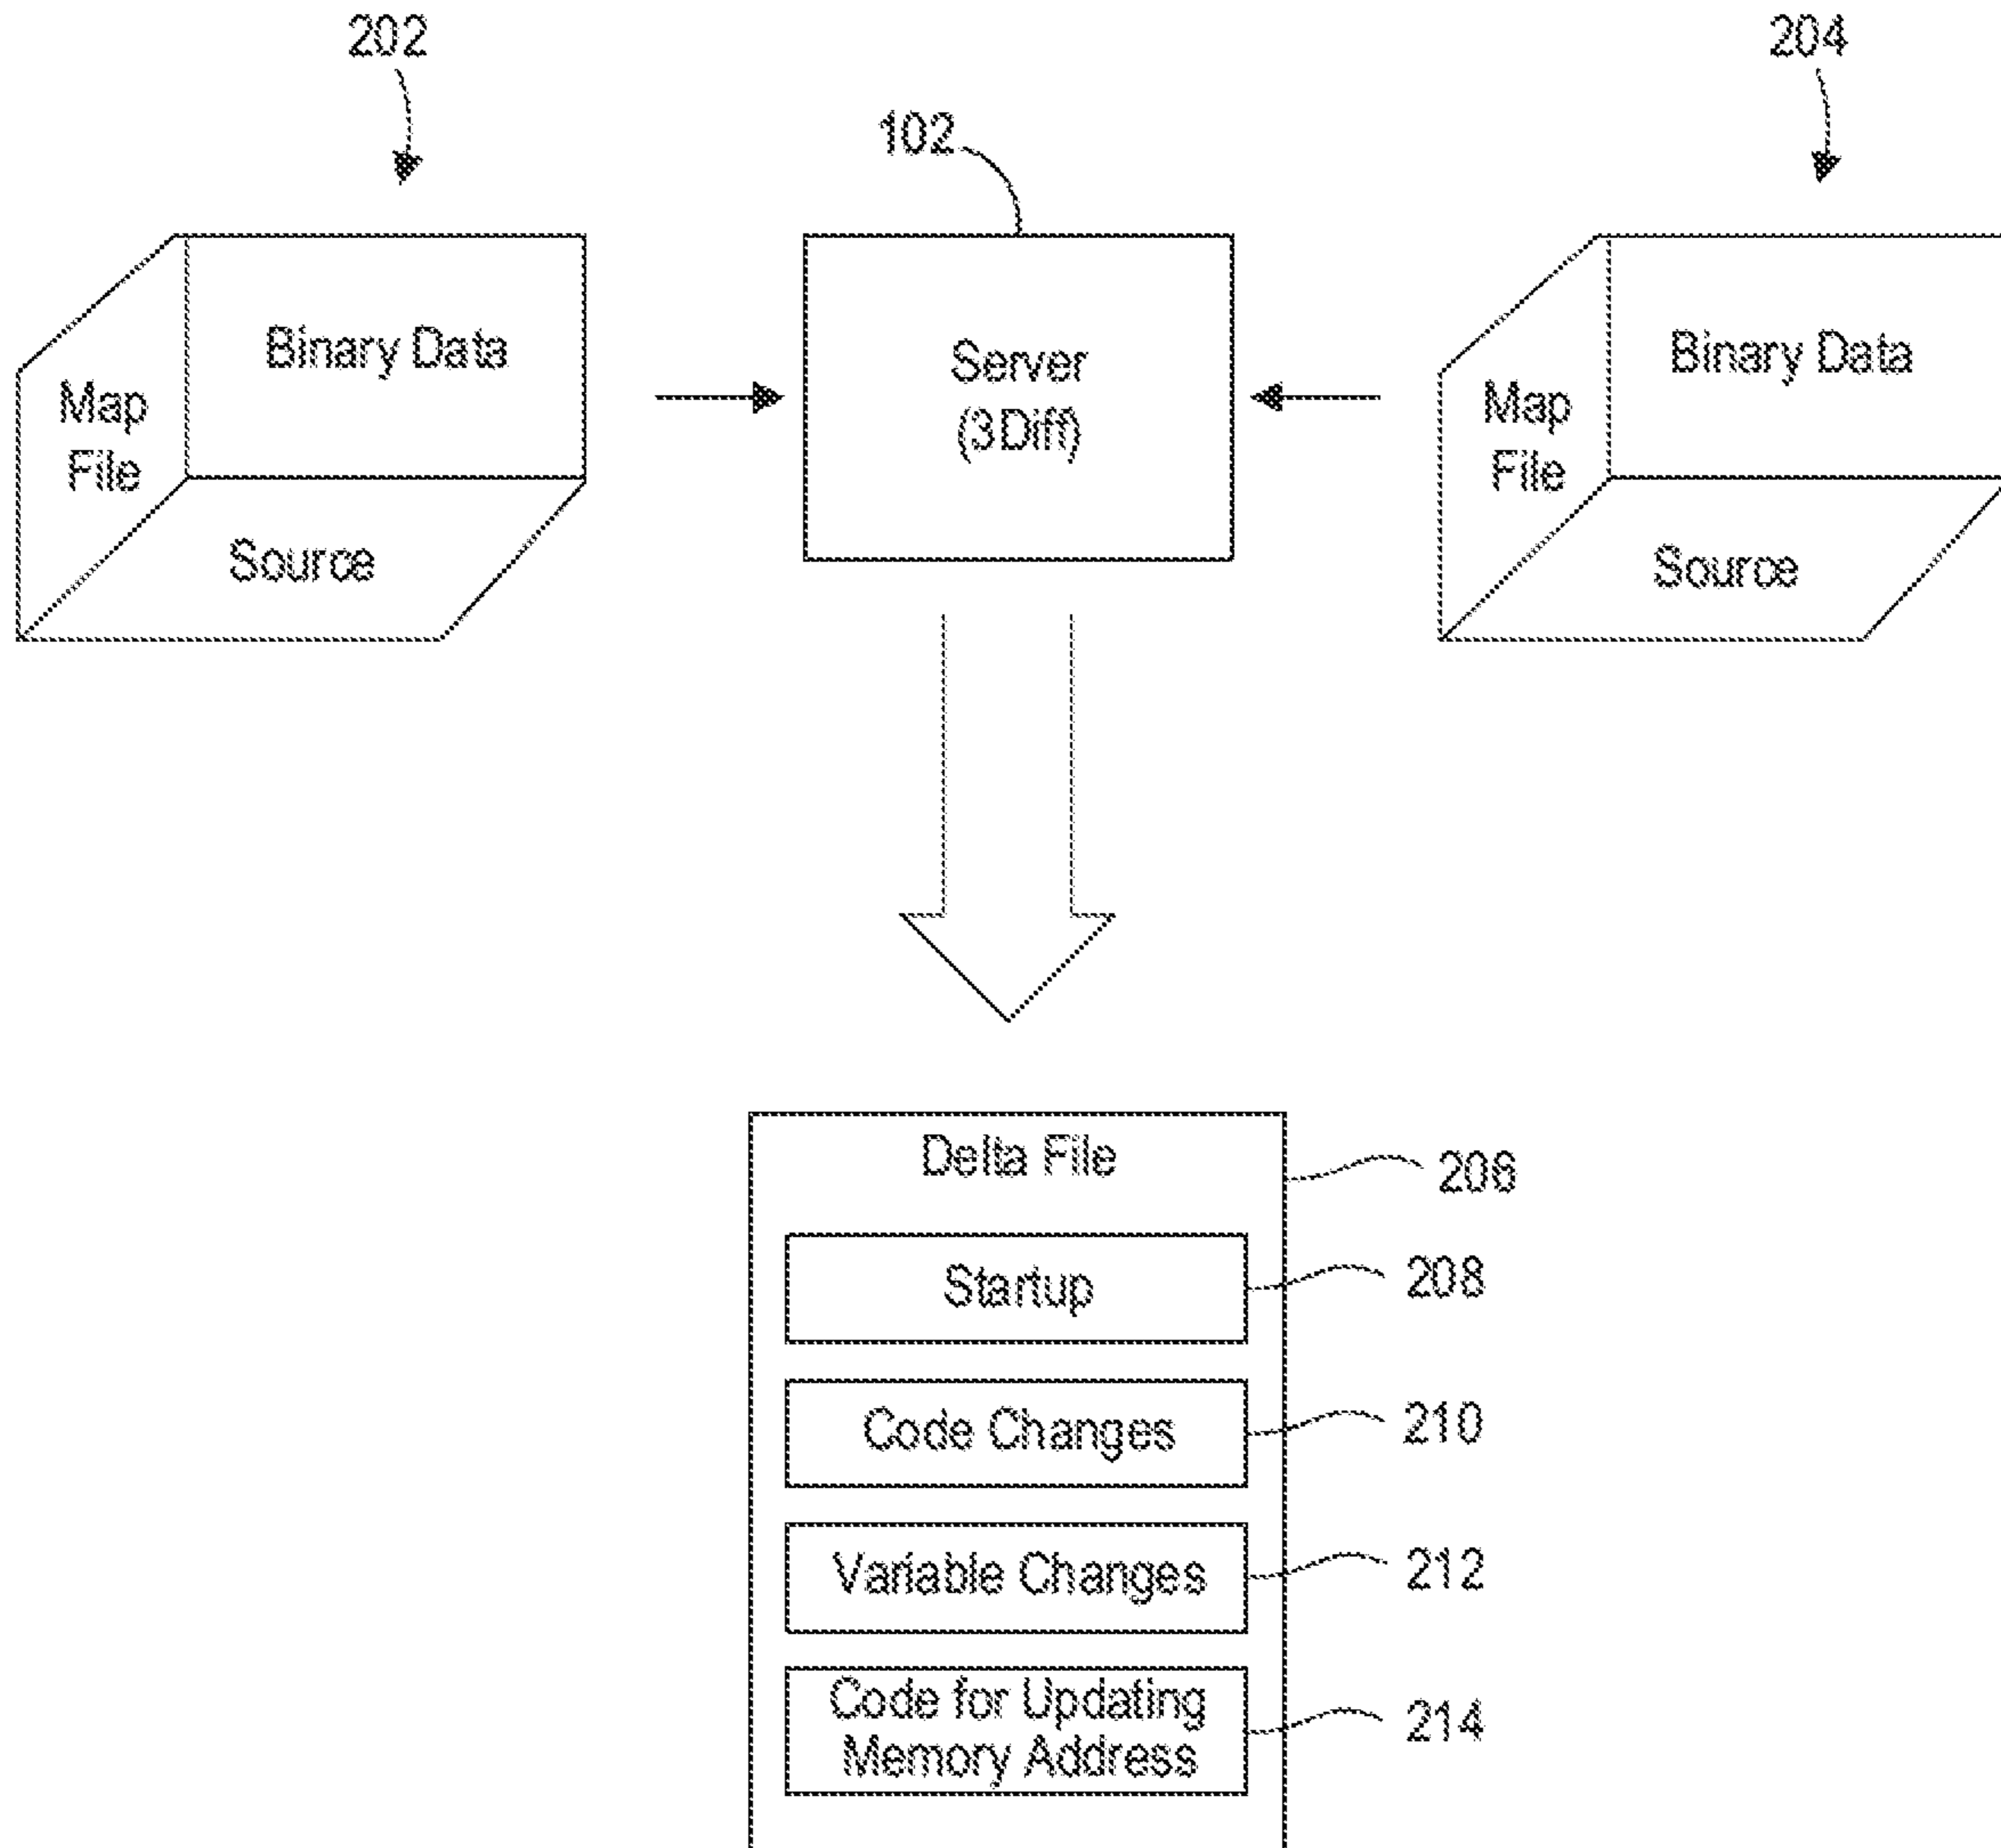 202
204
102
Binary Data
Map
File
Source
Server
(3Diff)
Binary Data
Map
File
Source
Delta File
206
Startup
208
Code Changes
210
Variable Changes
212
Code for Updating
Memory Address
214